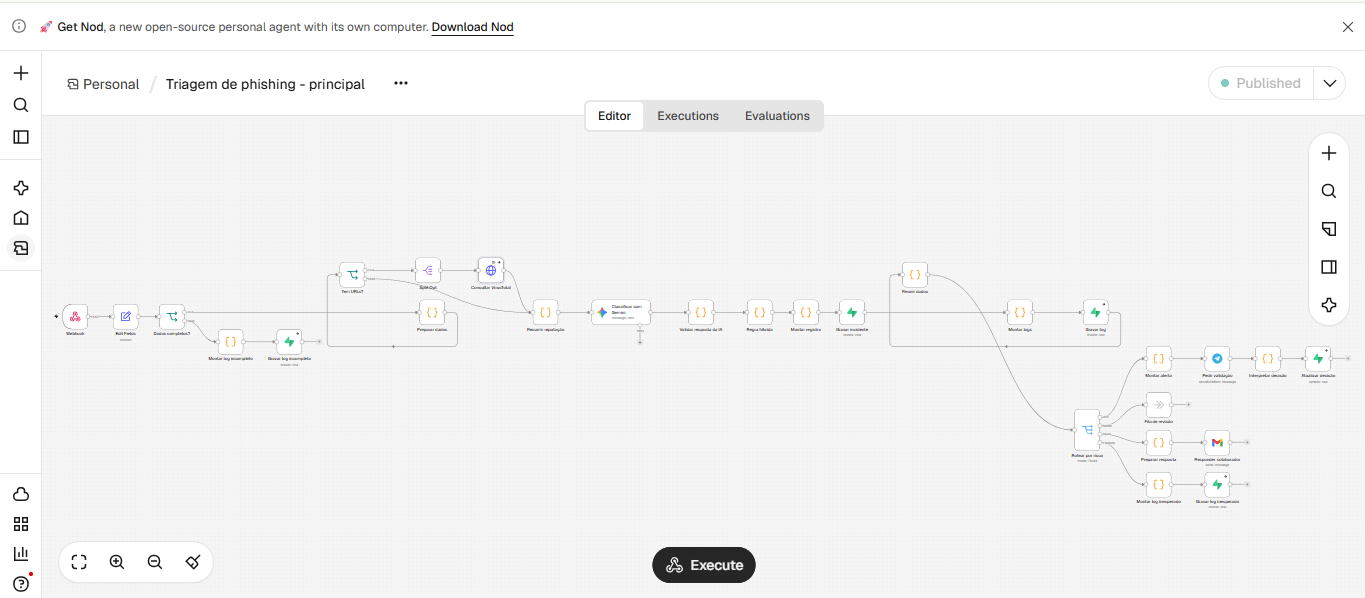 Get Nod, a new open-source personal agent with its own computer. Download Nod
Personal / Triagem de phishing - principal
Published
Editor Executions Evaluations
Tem URLs?
Split Out
Consultar VirusTotal
Reunir dados
Webhook
Edit Fields
Dados completos?
Preparar dados
Resumir reputação
Classificar com Gemini
Validar resposta da IA
Regra híbrida
Montar registro
Gravar incidente
Montar logs
Gravar log
Montar log incompleto
Gravar log incompleto
Montar alerta
Pedir validação
Interpretar decisão
Atualizar decisão
Fila de revisão
Rotear por risco
Preparar resposta
Responder colaborador
Montar log inesperado
Gravar log inesperado
Execute